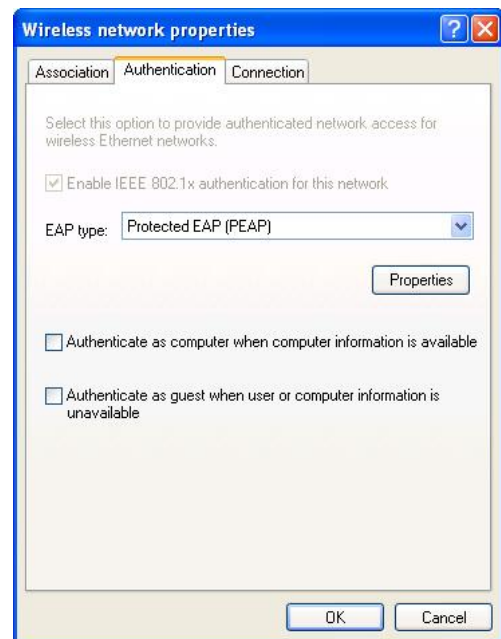 Wireless network properties
Association Authentication Connection
Select this option to provide authenticated network access for
wireless Ethernet networks.
Enable IEEE 802.1x authentication for this network
EAP type: Protected EAP (PEAP)
Properties
Authenticate as computer when computer information is available
Authenticate as guest when user or computer information is
unavailable
OK Cancel